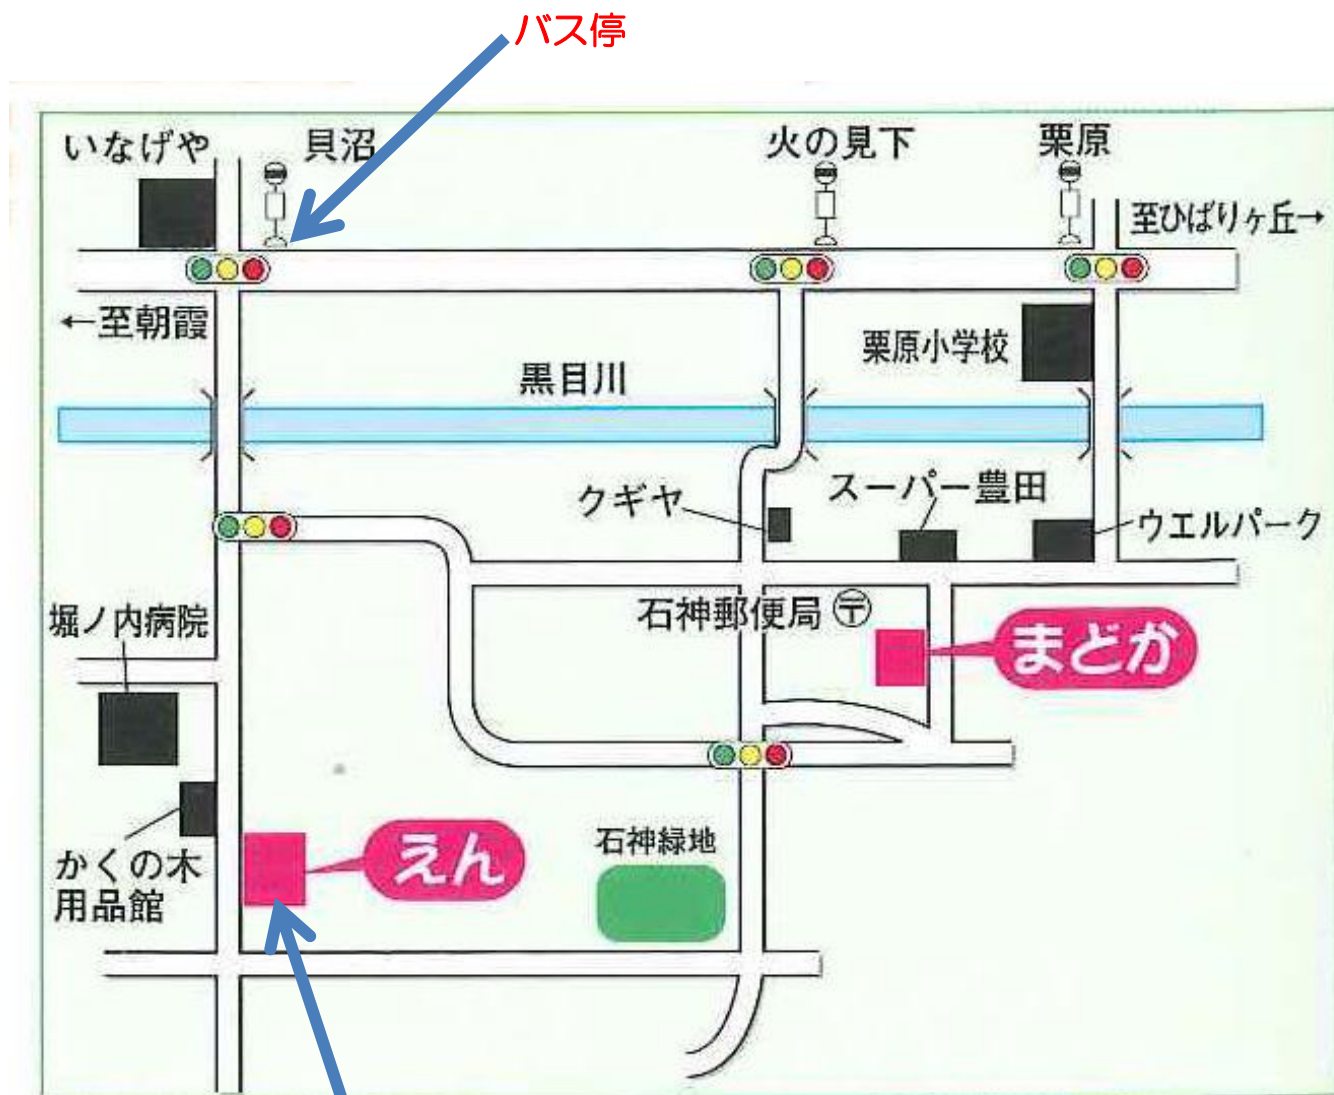 バス停
いなげや
貝沼
火の見下
栗原
至ひばりヶ丘→
←至朝霞
栗原小学校
黒目川
クギヤ
スーパー豊田
ウエルパーク
堀ノ内病院
石神郵便局 〒
まどか
かくの木
用品館
えん
石神緑地